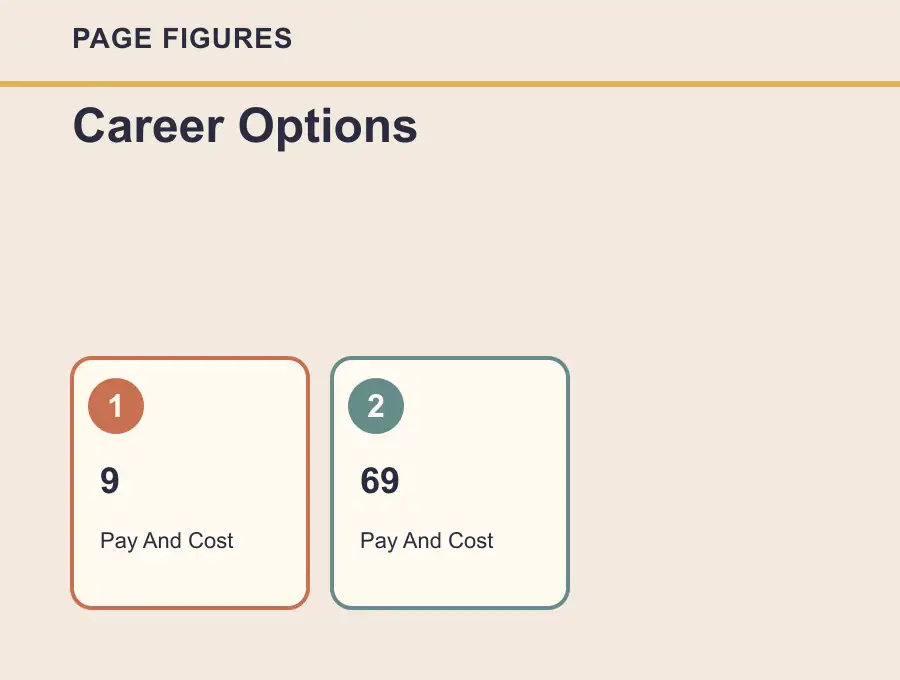 PAGE FIGURES
Career Options
1
9
Pay And Cost
2
69
Pay And Cost